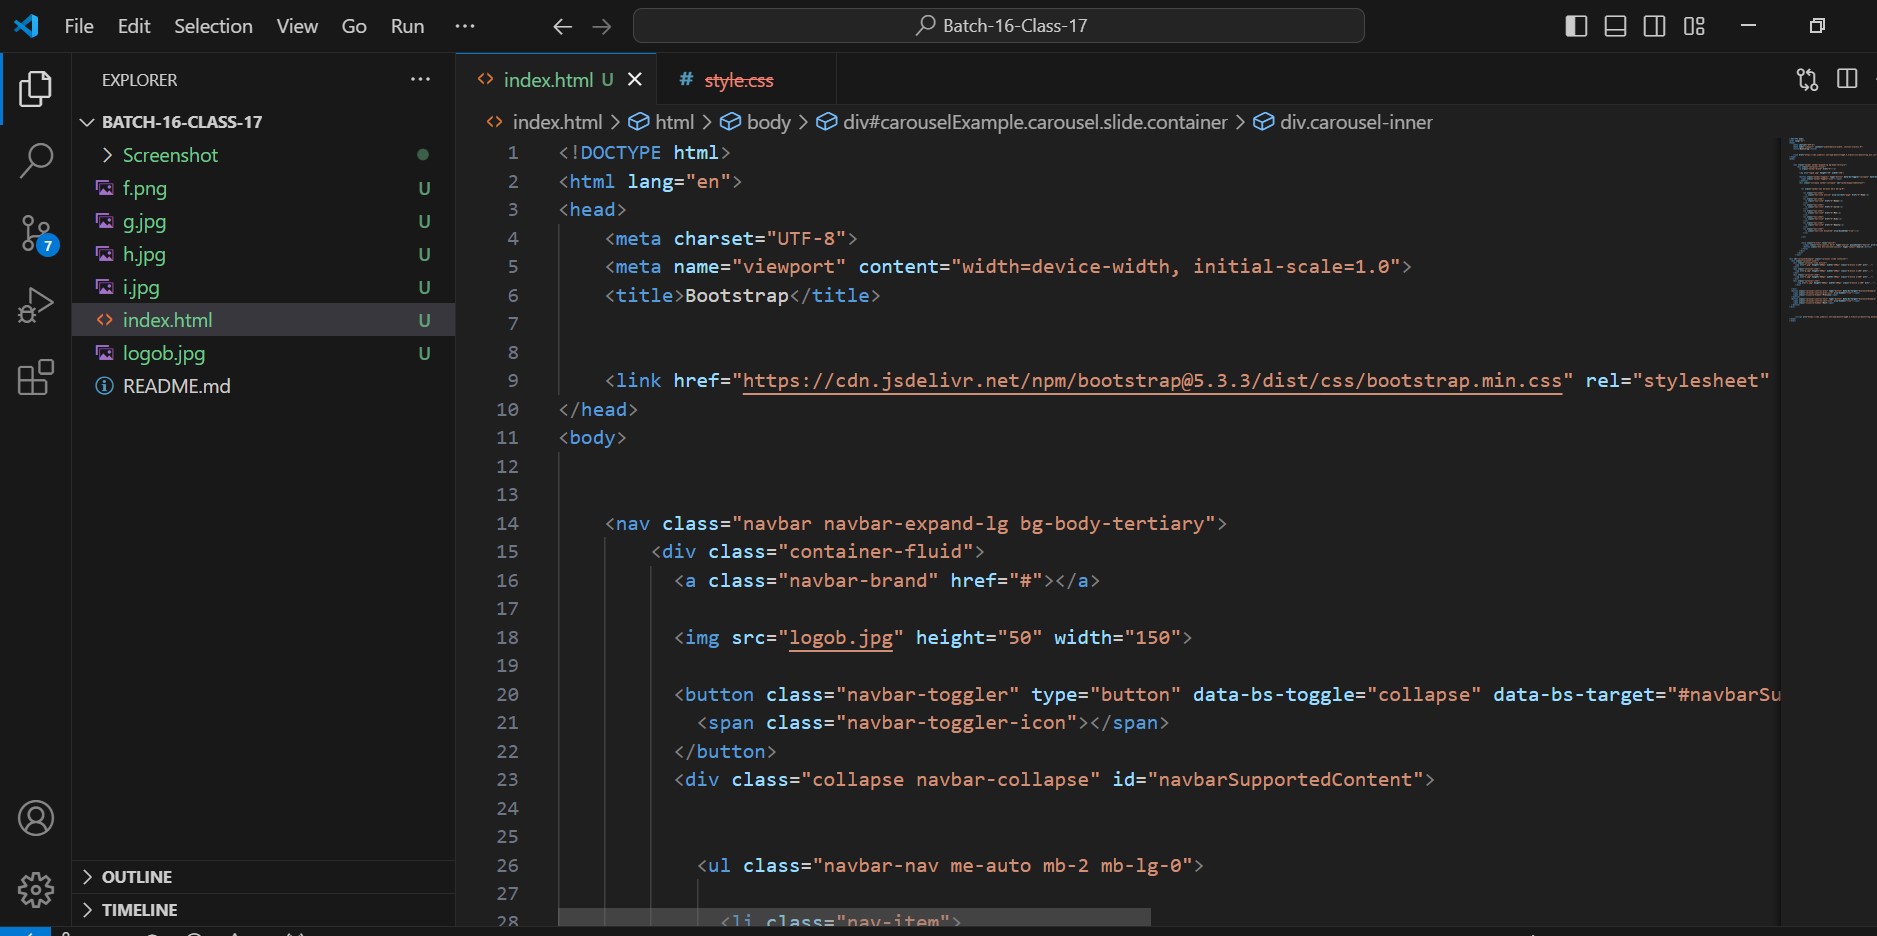 File Edit Selection View Go Run ···
Batch-16-Class-17
EXPLORER ···
BATCH-16-CLASS-17
Screenshot
f.png U
g.jpg U
h.jpg U
i.jpg U
index.html U
logob.jpg U
README.md
7
OUTLINE
TIMELINE
index.html U
# style.css
index.html > html > body > div#carouselExample.carousel.slide.container > div.carousel-inner
1 <!DOCTYPE html>
2 <html lang="en">
3 <head>
4 <meta charset="UTF-8">
5 <meta name="viewport" content="width=device-width, initial-scale=1.0">
6 <title>Bootstrap</title>
7
8
9 <link href="https://cdn.jsdelivr.net/npm/bootstrap@5.3.3/dist/css/bootstrap.min.css" rel="stylesheet"
10 </head>
11 <body>
12
13
14 <nav class="navbar navbar-expand-lg bg-body-tertiary">
15 <div class="container-fluid">
16 <a class="navbar-brand" href="#"></a>
17
18 <img src="logob.jpg" height="50" width="150">
19
20 <button class="navbar-toggler" type="button" data-bs-toggle="collapse" data-bs-target="#navbarSu
21 <span class="navbar-toggler-icon"></span>
22 </button>
23 <div class="collapse navbar-collapse" id="navbarSupportedContent">
24
25
26 <ul class="navbar-nav me-auto mb-2 mb-lg-0">
27
28 <li class="nav-item">